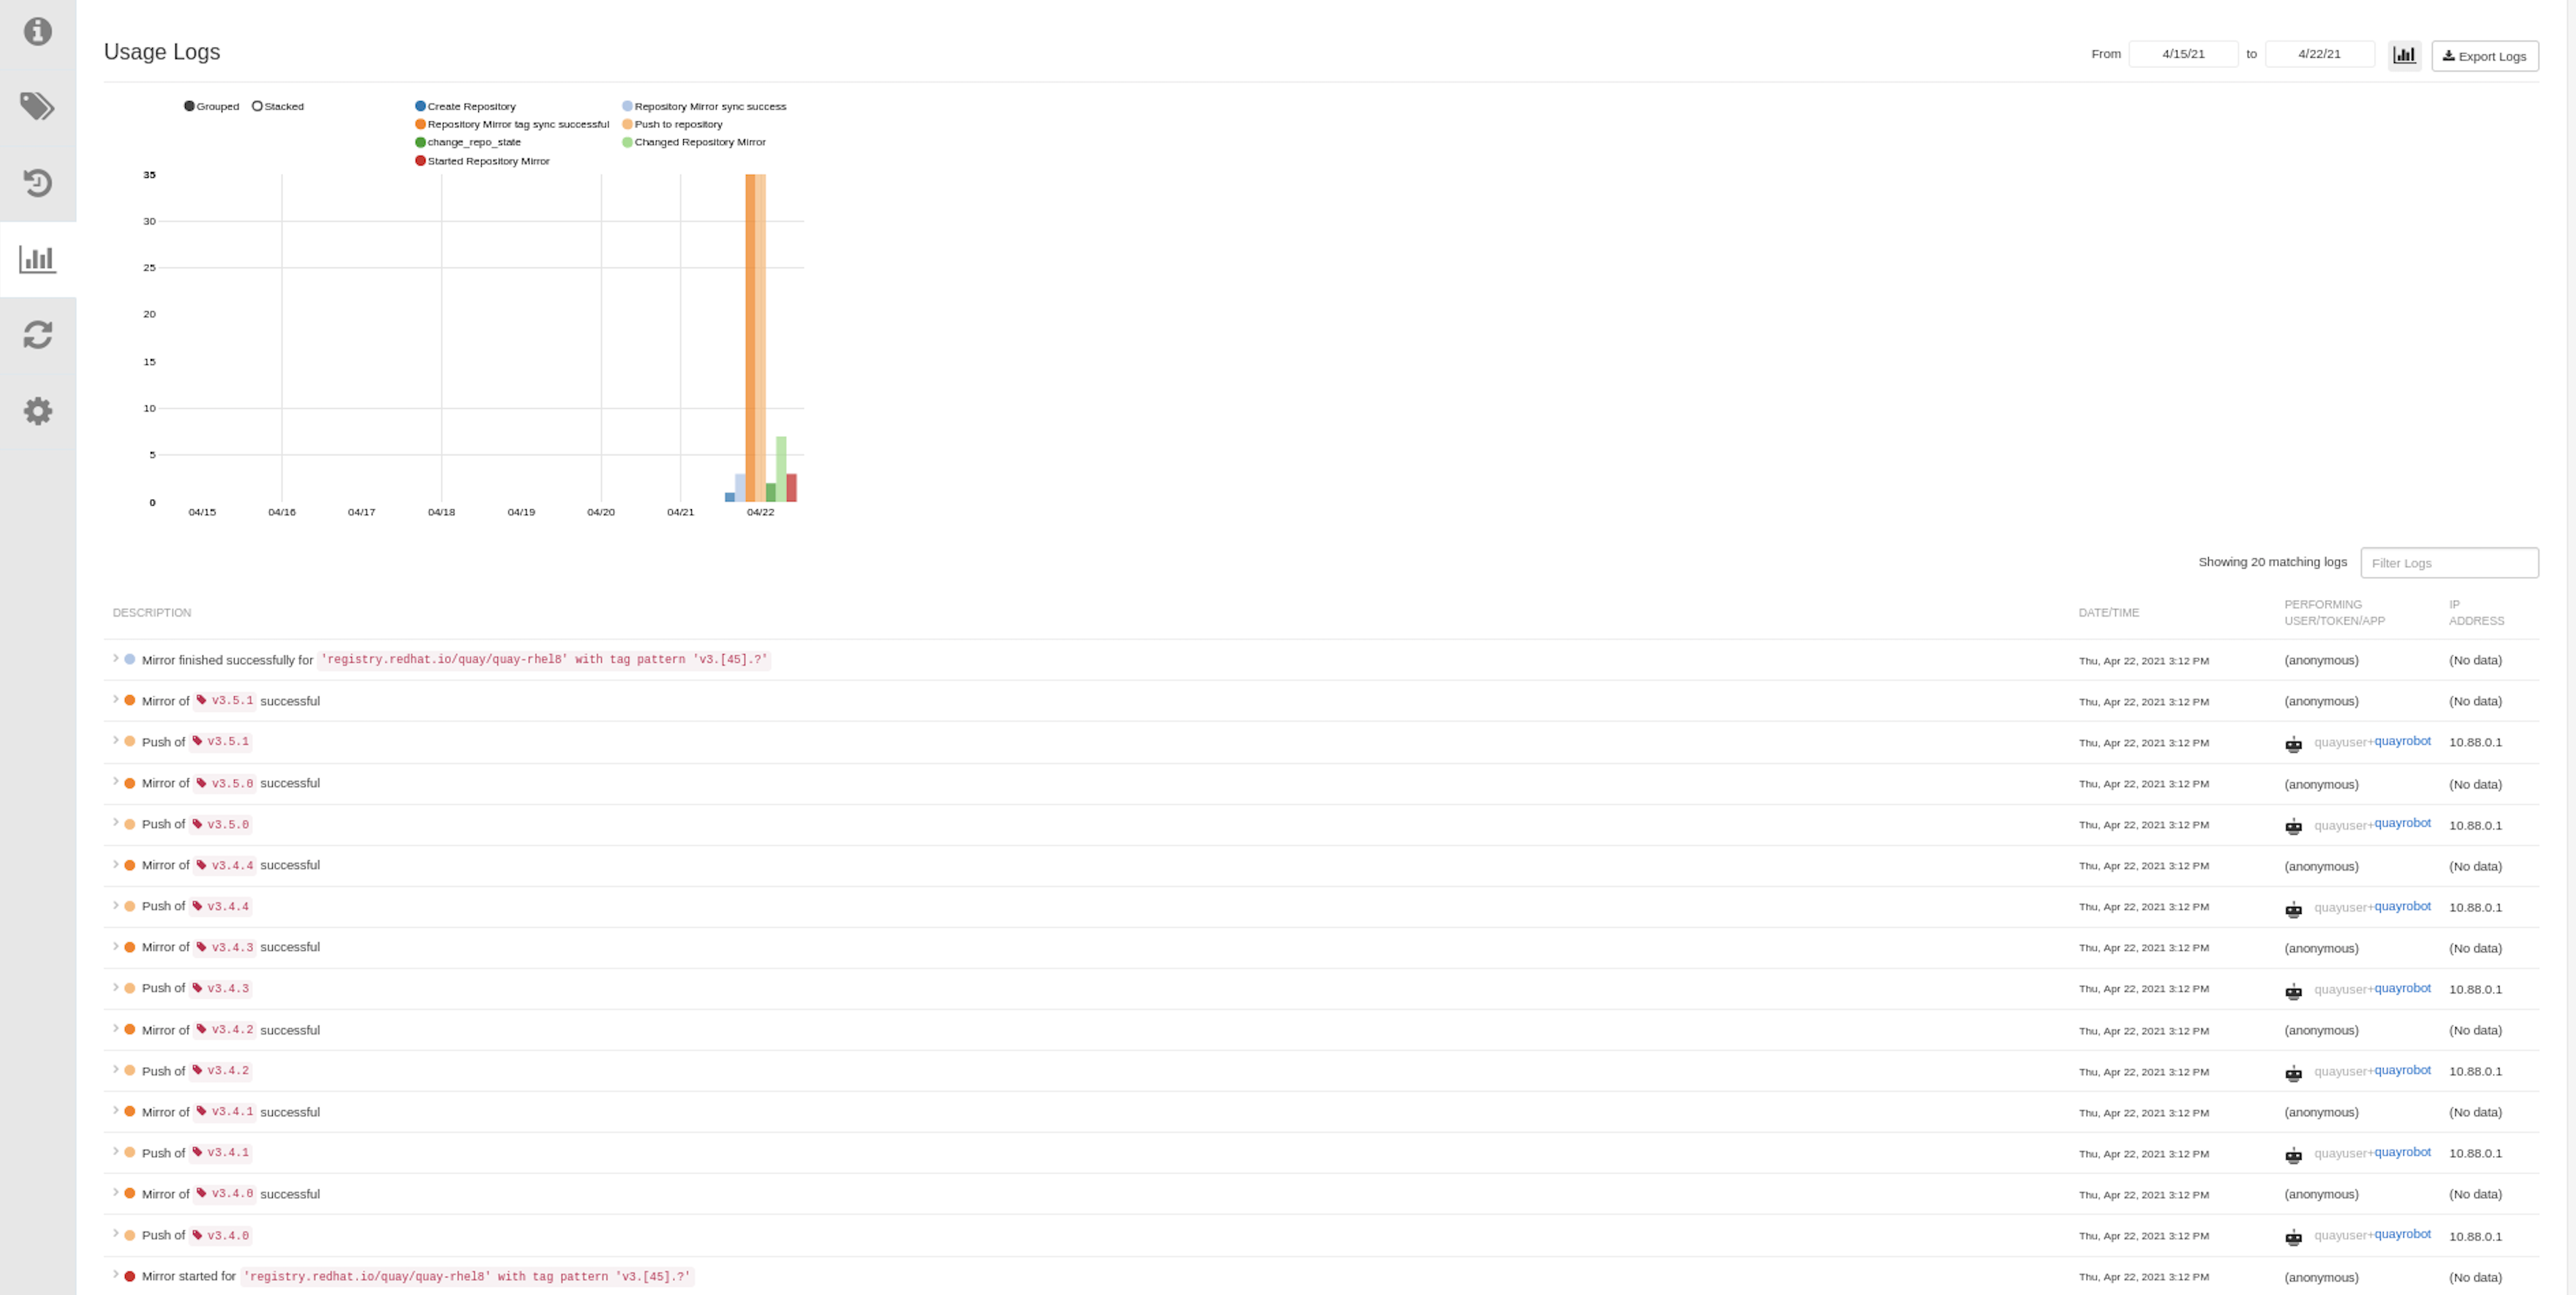 Usage Logs
From 4/15/21 to 4/22/21 Export Logs
Grouped Stacked
Create Repository Repository Mirror sync success
Repository Mirror tag sync successful Push to repository
change_repo_state Changed Repository Mirror
Started Repository Mirror
35
30
25
20
15
10
5
0
04/15 04/16 04/17 04/18 04/19 04/20 04/21 04/22
Showing 20 matching logs Filter Logs
DESCRIPTION DATE/TIME PERFORMING USER/TOKEN/APP IP ADDRESS
Mirror finished successfully for 'registry.redhat.io/quay/quay-rhel8' with tag pattern 'v3.[45].?' Thu, Apr 22, 2021 3:12 PM (anonymous) (No data)
Mirror of v3.5.1 successful Thu, Apr 22, 2021 3:12 PM (anonymous) (No data)
Push of v3.5.1 Thu, Apr 22, 2021 3:12 PM quayuser+quayrobot 10.88.0.1
Mirror of v3.5.0 successful Thu, Apr 22, 2021 3:12 PM (anonymous) (No data)
Push of v3.5.0 Thu, Apr 22, 2021 3:12 PM quayuser+quayrobot 10.88.0.1
Mirror of v3.4.4 successful Thu, Apr 22, 2021 3:12 PM (anonymous) (No data)
Push of v3.4.4 Thu, Apr 22, 2021 3:12 PM quayuser+quayrobot 10.88.0.1
Mirror of v3.4.3 successful Thu, Apr 22, 2021 3:12 PM (anonymous) (No data)
Push of v3.4.3 Thu, Apr 22, 2021 3:12 PM quayuser+quayrobot 10.88.0.1
Mirror of v3.4.2 successful Thu, Apr 22, 2021 3:12 PM (anonymous) (No data)
Push of v3.4.2 Thu, Apr 22, 2021 3:12 PM quayuser+quayrobot 10.88.0.1
Mirror of v3.4.1 successful Thu, Apr 22, 2021 3:12 PM (anonymous) (No data)
Push of v3.4.1 Thu, Apr 22, 2021 3:12 PM quayuser+quayrobot 10.88.0.1
Mirror of v3.4.0 successful Thu, Apr 22, 2021 3:12 PM (anonymous) (No data)
Push of v3.4.0 Thu, Apr 22, 2021 3:12 PM quayuser+quayrobot 10.88.0.1
Mirror started for 'registry.redhat.io/quay/quay-rhel8' with tag pattern 'v3.[45].?' Thu, Apr 22, 2021 3:12 PM (anonymous) (No data)